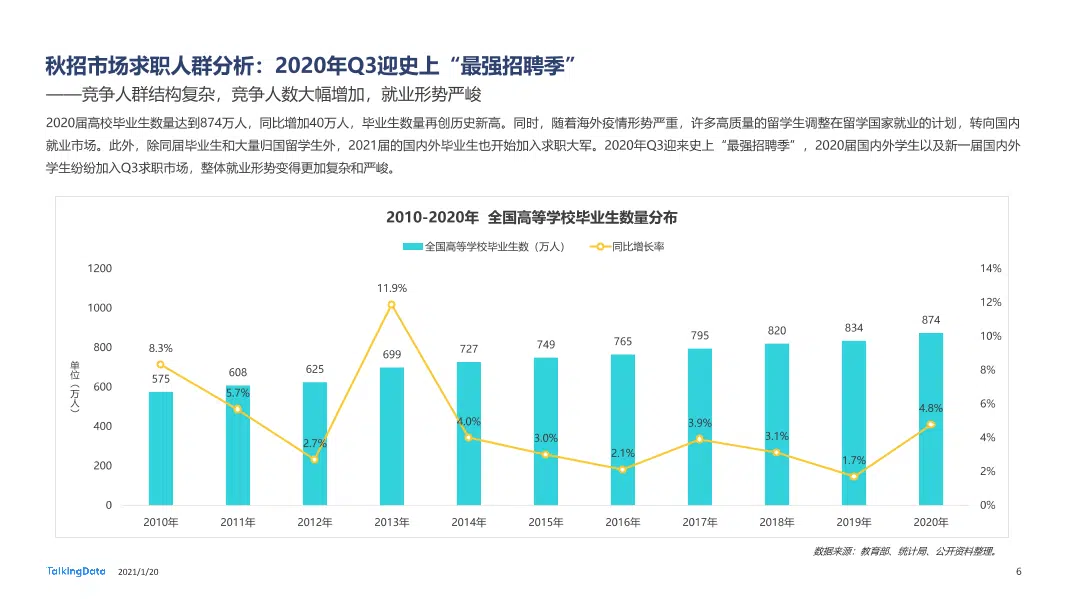 秋招市场求职人群分析：2020年Q3迎史上“最强招聘季”
——竞争人群结构复杂，竞争人数大幅增加，就业形势严峻
2020届高校毕业生数量达到874万人，同比增加40万人，毕业生数量再创历史新高。同时，随着海外疫情形势严重，许多高质量的留学生调整在留学国家就业的计划，转向国内
就业市场。此外，除同届毕业生和大量归国留学生外，2021届的国内外毕业生也开始加入求职大军。2020年Q3迎来史上“最强招聘季”，2020届国内外学生以及新一届国内外
学生纷纷加入Q3求职市场，整体就业形势变得更加复杂和严峻。
2010-2020年 全国高等学校毕业生数量分布
全国高等学校毕业生数（万人） 同比增长率
单位（万人）
1200
1000
800
600
400
200
0
14%
12%
10%
8%
6%
4%
2%
0%
575 608 625 699 727 749 765 795 820 834 874
8.3% 5.7% 2.7% 11.9% 4.0% 3.0% 2.1% 3.9% 3.1% 1.7% 4.8%
2010年 2011年 2012年 2013年 2014年 2015年 2016年 2017年 2018年 2019年 2020年
数据来源：教育部、统计局、公开资料整理。
TalkingData 2021/1/20
6